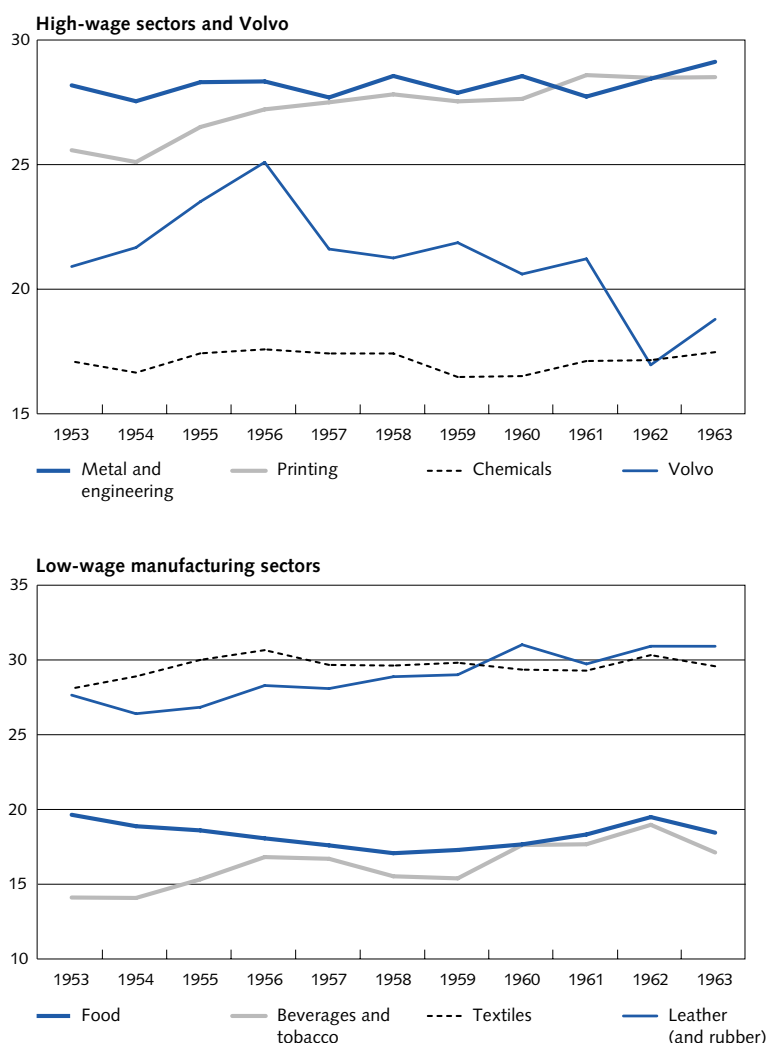 High-wage sectors and Volvo
30
25
20
15
1953 1954 1955 1956 1957 1958 1959 1960 1961 1962 1963
Metal and Printing Chemicals Volvo
engineering
Low-wage manufacturing sectors
35
30
25
20
15
10
1953 1954 1955 1956 1957 1958 1959 1960 1961 1962 1963
Food Beverages and Textiles Leather
tobacco (and rubber)